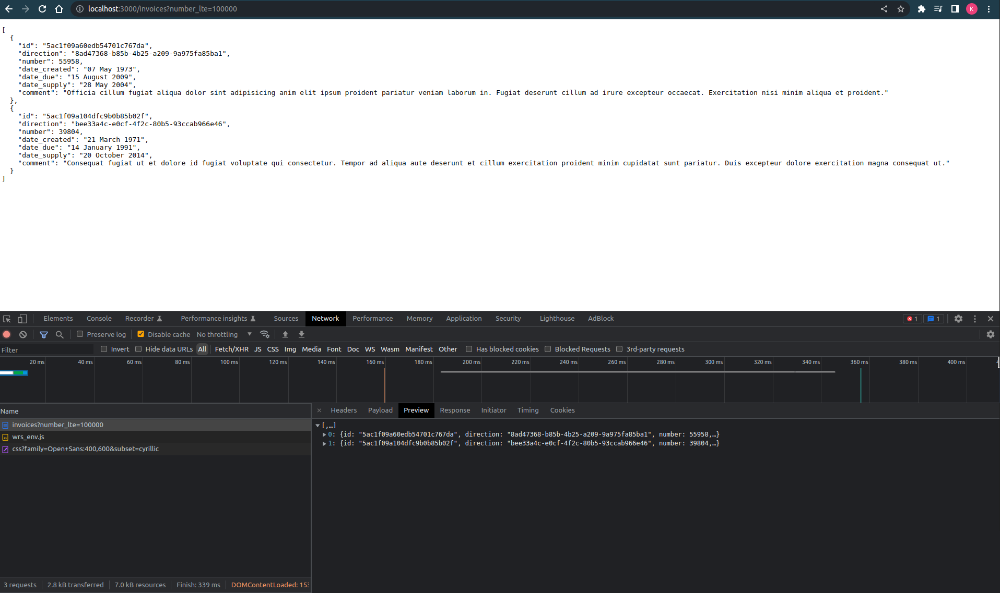 localhost:3000/invoices?number_lte=100000
K
[
{
"id": "5ac1f09a60edb54701c767da",
"direction": "8ad47368-b85b-4b25-a209-9a975fa85ba1",
"number": 55958,
"date_created": "07 May 1973",
"date_due": "15 August 2009",
"date_supply": "28 May 2004",
"comment": "Officia cillum fugiat aliqua dolor sint adipisicing anim elit ipsum proident pariatur veniam laborum in. Fugiat deserunt cillum ad irure excepteur occaecat. Exercitation nisi minim aliqua et proident."
},
{
"id": "5ac1f09a104dfc9b0b85b02f",
"direction": "bee33a4c-e0cf-4f2c-80b5-93ccab966e46",
"number": 39804,
"date_created": "21 March 1971",
"date_due": "14 January 1991",
"date_supply": "20 October 2014",
"comment": "Consequat fugiat ut et dolore id fugiat voluptate qui consectetur. Tempor ad aliqua aute deserunt et cillum exercitation proident minim cupidatat sunt pariatur. Duis excepteur dolore exercitation magna consequat ut."
}
]
Elements Console Recorder Performance insights Sources Network Performance Memory Application Security Lighthouse AdBlock 1 1
Preserve log Disable cache No throttling
Filter Invert Hide data URLs All Fetch/XHR JS CSS Img Media Font Doc WS Wasm Manifest Other Has blocked cookies Blocked Requests 3rd-party requests
20 ms 40 ms 60 ms 80 ms 100 ms 120 ms 140 ms 160 ms 180 ms 200 ms 220 ms 240 ms 260 ms 280 ms 300 ms 320 ms 340 ms 360 ms 380 ms 400 ms
Name
invoices?number_lte=100000
wrs_env.js
css?family=Open+Sans:400,600&subset=cyrillic
Headers Payload Preview Response Initiator Timing Cookies
[,…]
0: {id: "5ac1f09a60edb54701c767da", direction: "8ad47368-b85b-4b25-a209-9a975fa85ba1", number: 55958,…}
1: {id: "5ac1f09a104dfc9b0b85b02f", direction: "bee33a4c-e0cf-4f2c-80b5-93ccab966e46", number: 39804,…}
3 requests 2.8 kB transferred 7.0 kB resources Finish: 339 ms DOMContentLoaded: 153